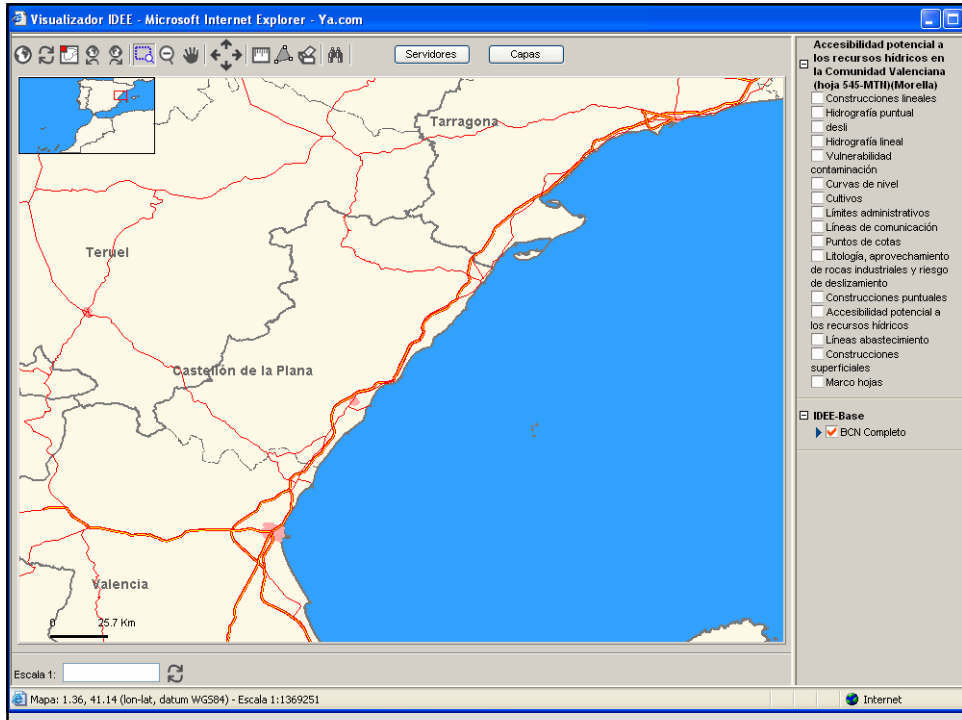 Visualizador IDEE - Microsoft Internet Explorer - Ya.com
Servidores
Capas
Tarragona
Teruel
Castellón de la Plana
Valencia
0
25.7 Km
Accesibilidad potencial a
los recursos hídricos en
la Comunidad Valenciana
(hoja 545-MTN)(Morella)
Construcciones lineales
Hidrografía puntual
desli
Hidrografía lineal
Vulnerabilidad
contaminación
Curvas de nivel
Cultivos
Límites administrativos
Líneas de comunicación
Puntos de cotas
Litología, aprovechamiento
de rocas industriales y riesgo
de deslizamiento
Construcciones puntuales
Accesibilidad potencial a
los recursos hídricos
Líneas abastecimiento
Construcciones
superficiales
Marco hojas
IDEE-Base
BCN Completo
Escala 1:
Mapa: 1.36, 41.14 (lon-lat, datum WGS84) - Escala 1:1369251
Internet